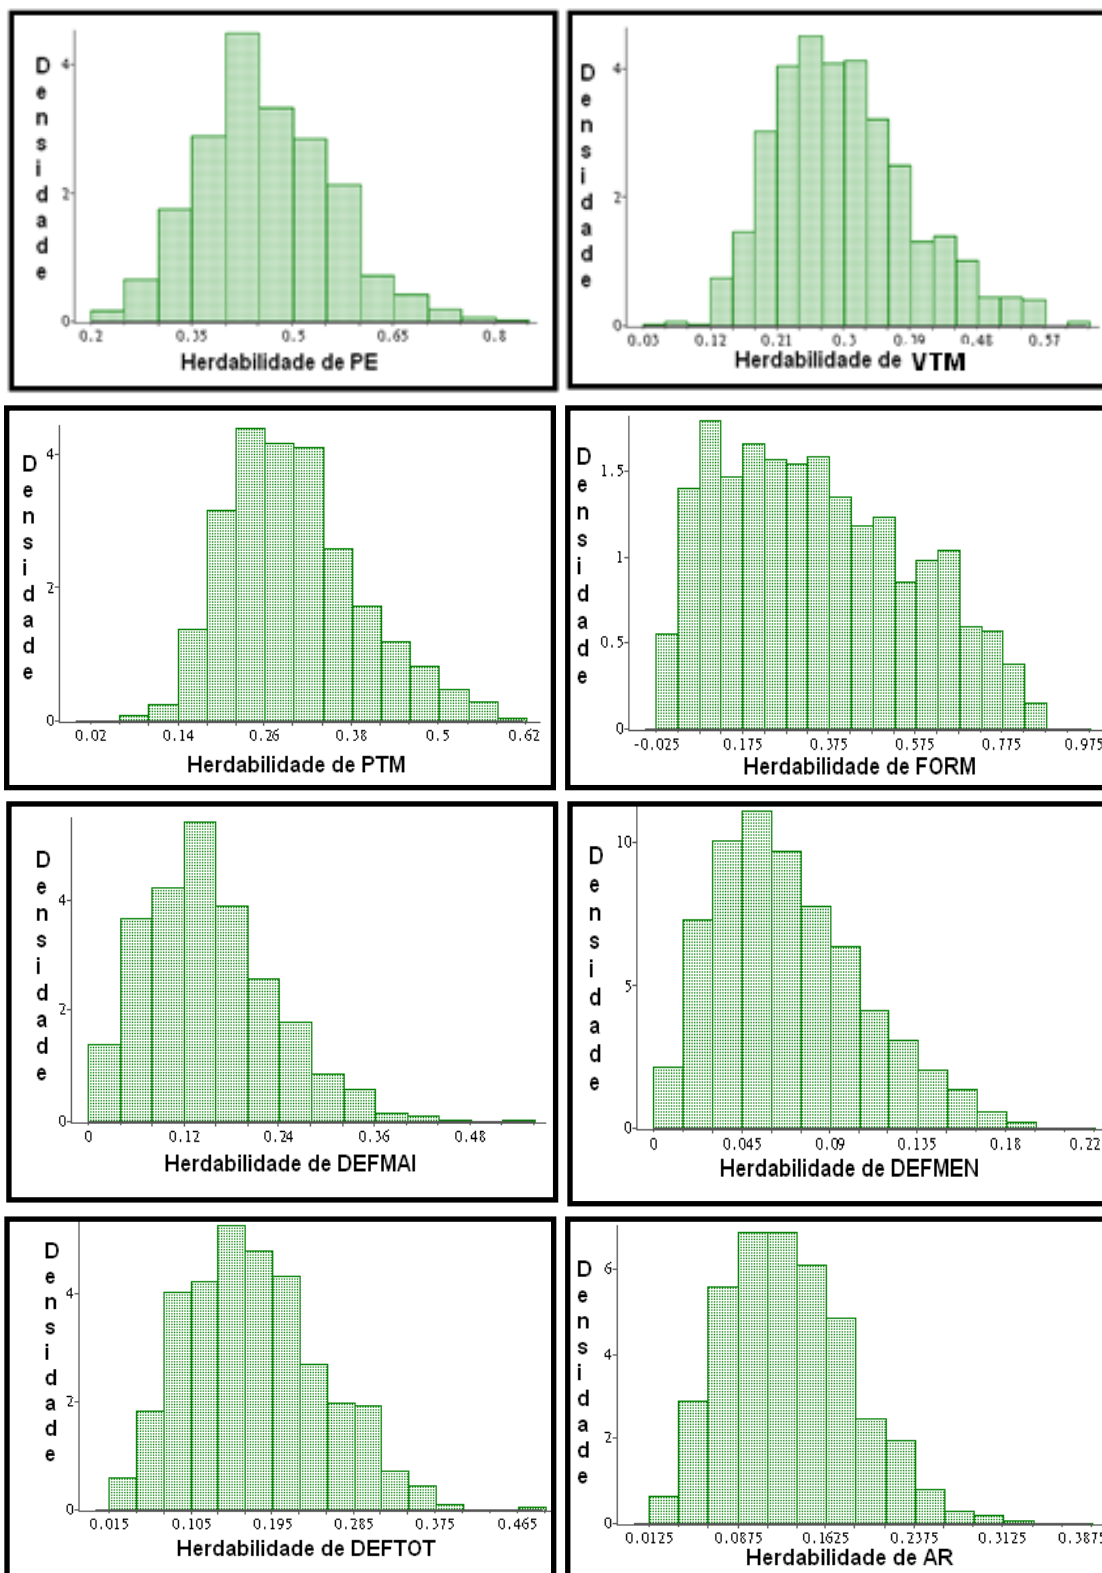 Densidade
4
2
0
0.2 0.35 0.5 0.65 0.8
Herdabilidade de PE
Densidade
4
2
0
0.03 0.12 0.21 0.3 0.39 0.48 0.57
Herdabilidade de VTM
Densidade
4
2
0
0.02 0.14 0.26 0.38 0.5 0.62
Herdabilidade de PTM
Densidade
1.5
1
0.5
0
-0.025 0.175 0.375 0.575 0.775 0.975
Herdabilidade de FORM
Densidade
4
2
0
0 0.12 0.24 0.36 0.48
Herdabilidade de DEFMAI
Densidade
10
5
0
0 0.045 0.09 0.135 0.18 0.22
Herdabilidade de DEFMEN
Densidade
4
2
0
0.015 0.105 0.195 0.285 0.375 0.465
Herdabilidade de DEFTOT
Densidade
6
4
2
0
0.0125 0.0875 0.1625 0.2375 0.3125 0.3875
Herdabilidade de AR